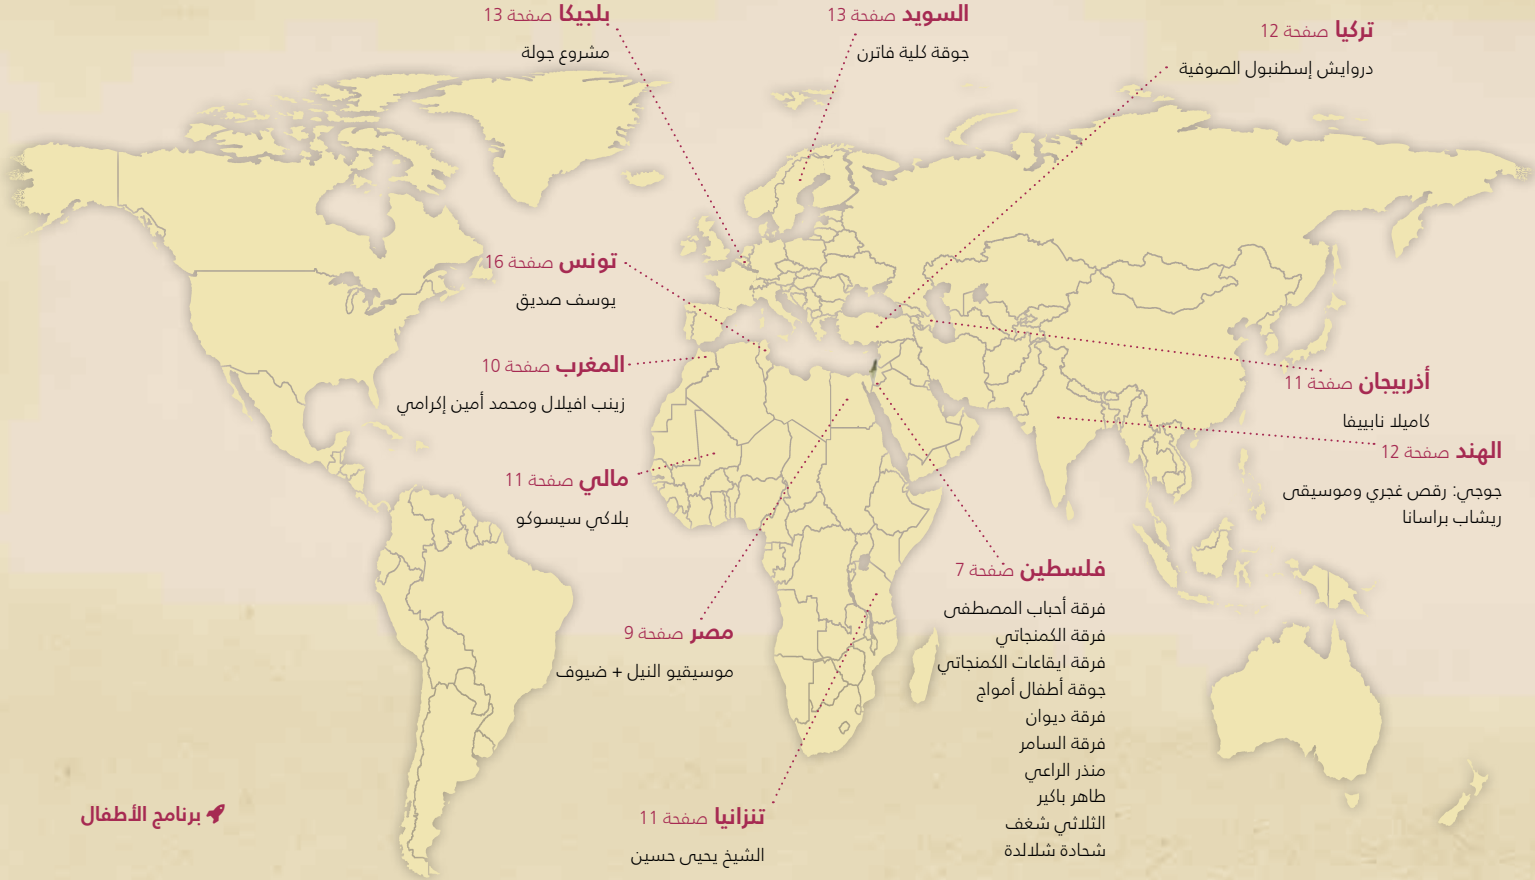 بلجيكا صفحة 13
مشروع جولة
السويد صفحة 13
جوقة كلية فاترن
تركيا صفحة 12
دروايش إسطنبول الصوفية
تونس صفحة 16
يوسف صديق
المغرب صفحة 10
زينب افيلال ومحمد أمين إكرامي
أذربيجان صفحة 11
كاميلا نابييفا
الهند صفحة 12
جوجي: رقص غجري وموسيقى
ريشاب براسانا
مالي صفحة 11
بلاكي سيسوكو
فلسطين صفحة 7
فرقة أحباب المصطفى
فرقة الكمنجاتي
فرقة ايقاعات الكمنجاتي
جوقة أطفال أمواج
فرقة ديوان
فرقة السامر
منذر الراعي
طاهر باكير
الثلاثي شغف
شحادة شلالدة
مصر صفحة 9
موسيقيو النيل + ضيوف
تنزانيا صفحة 11
الشيخ يحيى حسين
برنامج الأطفال